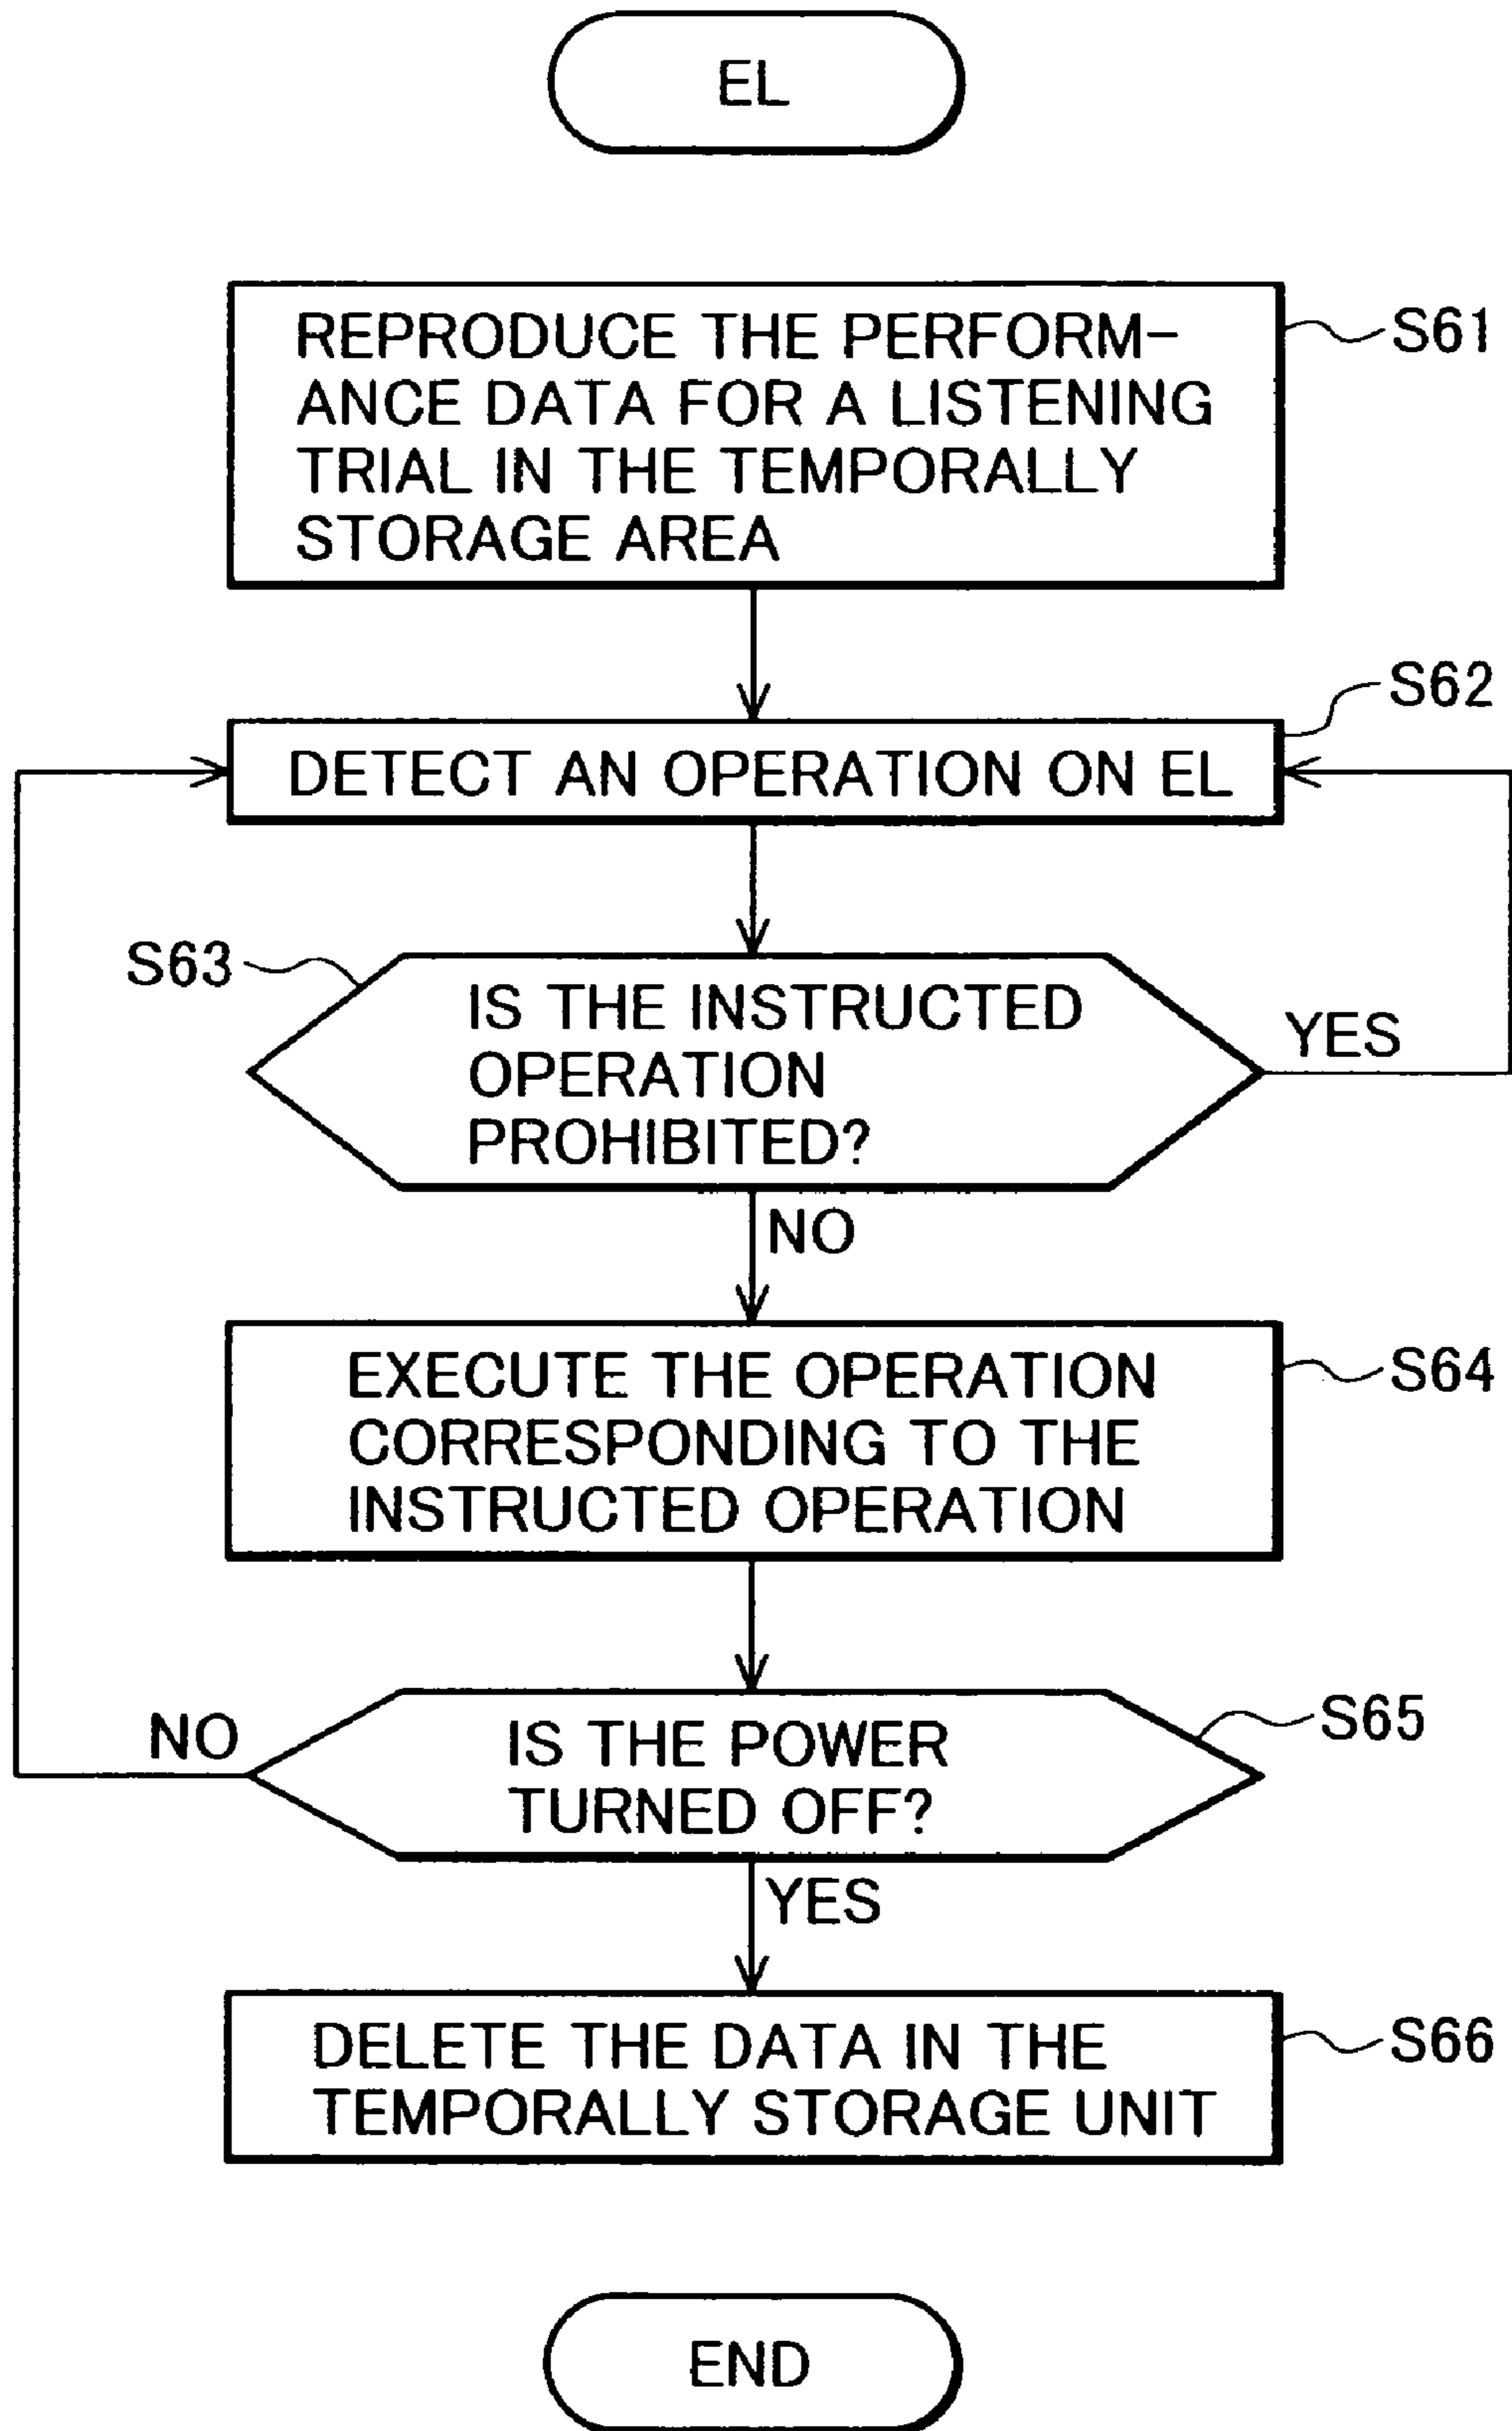 EL
REPRODUCE THE PERFORM-
ANCE DATA FOR A LISTENING
TRIAL IN THE TEMPORALLY
STORAGE AREA
S61
S62
DETECT AN OPERATION ON EL
S63
IS THE INSTRUCTED
OPERATION
PROHIBITED?
YES
NO
EXECUTE THE OPERATION
CORRESPONDING TO THE
INSTRUCTED OPERATION
S64
IS THE POWER
TURNED OFF?
S65
NO
YES
DELETE THE DATA IN THE
TEMPORALLY STORAGE UNIT
S66
END